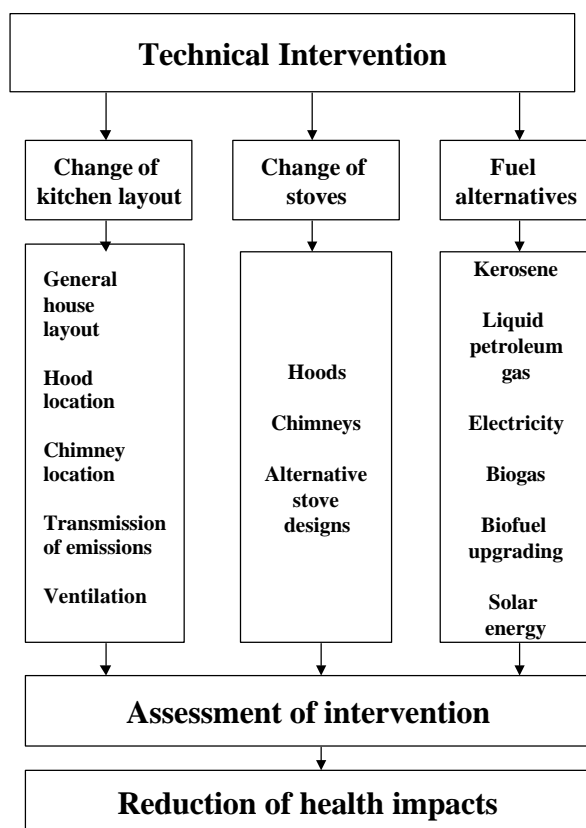 Technical Intervention
Change of
kitchen layout
Change of
stoves
Fuel
alternatives
General
house
layout
Hood
location
Chimney
location
Transmission
of emissions
Ventilation
Hoods
Chimneys
Alternative
stove
designs
Kerosene
Liquid
petroleum
gas
Electricity
Biogas
Biofuel
upgrading
Solar
energy
Assessment of intervention
Reduction of health impacts